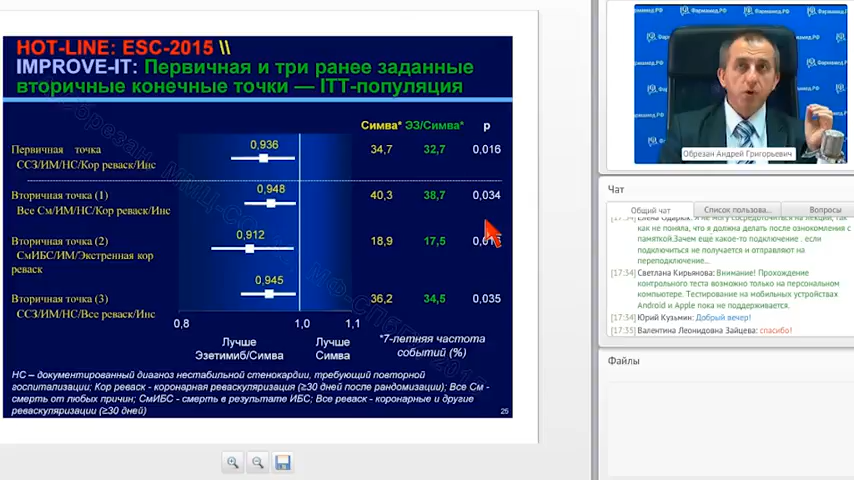 HOT-LINE: ESC-2015 \\
IMPROVE-IT: Первичная и три ранее заданные
вторичные конечные точки — ITT-популяция
Симва* ЭЗ/Симва* p
Первичная точка
ССЗ/ИМ/НС/Кор реваск/Инс
0,936
34,7 32,7 0,016
Вторичная точка (1)
Все См/ИМ/НС/Кор реваск/Инс
0,948
40,3 38,7 0,034
Вторичная точка (2)
СмИБС/ИМ/Экстренная кор
реваск
0,912
18,9 17,5
Вторичная точка (3)
ССЗ/ИМ/НС/Все реваск/Инс
0,945
36,2 34,5 0,035
0,8 1,0 1,1
Лучше
Эзетимиб/Симва
Лучше
Симва
*7-летняя частота
событий (%)
НС – документированный диагноз нестабильной стенокардии, требующий повторной
госпитализации; Кор реваск - коронарная реваскуляризация (≥30 дней после рандомизации); Все См -
смерть от любых причин; СмИБС - смерть в результате ИБС; Все реваск - коронарные и другие
реваскуляризации (≥30 дней)
25
Фармамед.РФ
Обрезан Андрей Григорьевич
Чат
Общий чат
Список пользова...
Вопросы
как не поняла, что я должна делать после ознокомления с
памяткой.Зачем ещё какое-то подключение . если
подключиться не получается и отправляют на
переподключение...
[17:34] Светлана Кирьянова: Внимание! Прохождение
контрольного теста возможно только на персональном
компьютере. Тестирование на мобильных устройствах
Android и Apple пока не поддерживается.
[17:34] Юрий Кузьмин: Добрый вечер!
[17:35] Валентина Леонидовна Зайцева: спасибо!
Файлы